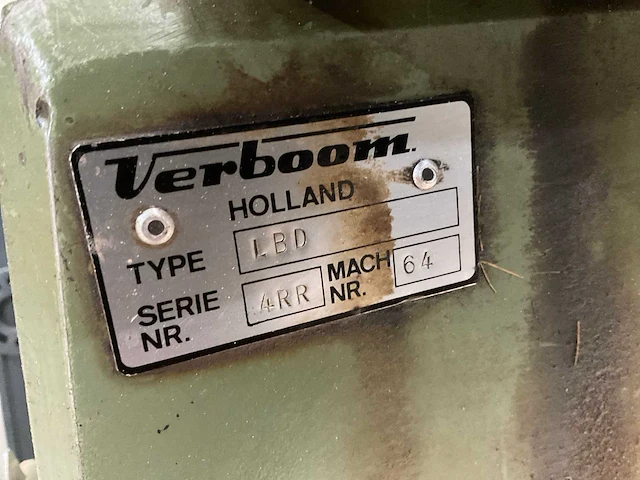 Verboom.
HOLLAND
TYPE LBD
SERIE NR. 4RR MACH NR. 64